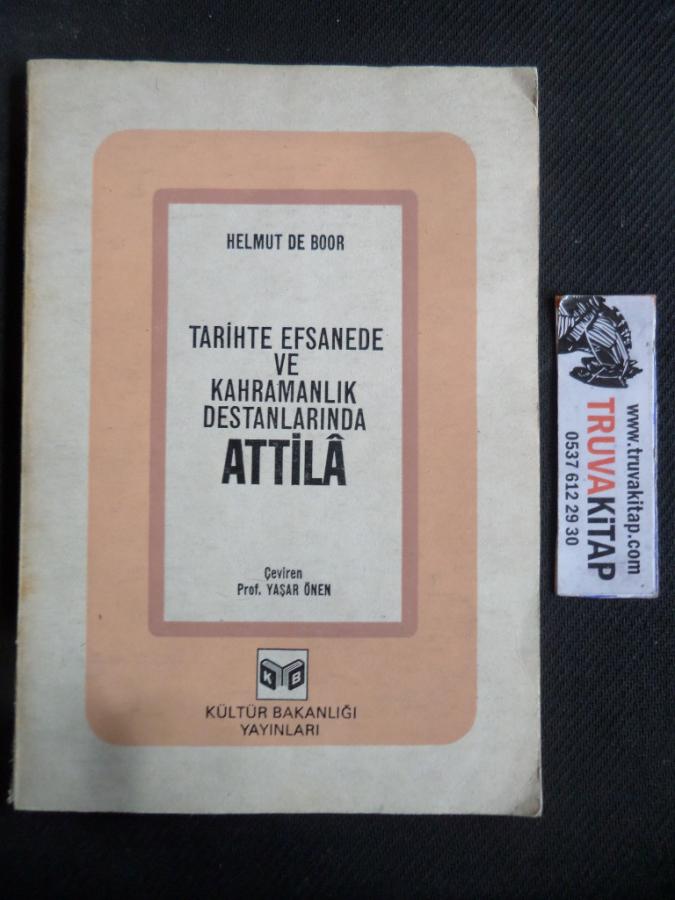 HELMUT DE BOOR
TARİHTE EFSANEDE
VE
KAHRAMANLIK
DESTANLARINDA
ATTİLÂ
Çeviren
Prof. YAŞAR ÖNEN
K B
KÜLTÜR BAKANLIĞI
YAYINLARI
www.truvakitap.com
TRUVAKİTAP
0537 612 29 30